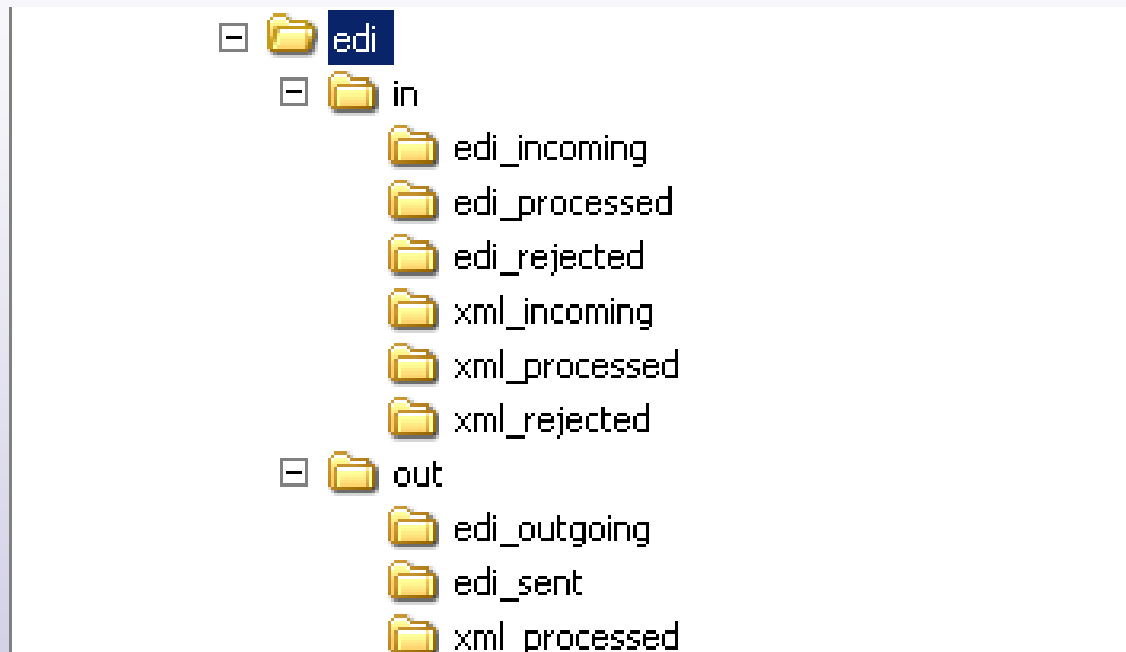 edi
in
edi_incoming
edi_processed
edi_rejected
xml_incoming
xml_processed
xml_rejected
out
edi_outgoing
edi_sent
xml_processed